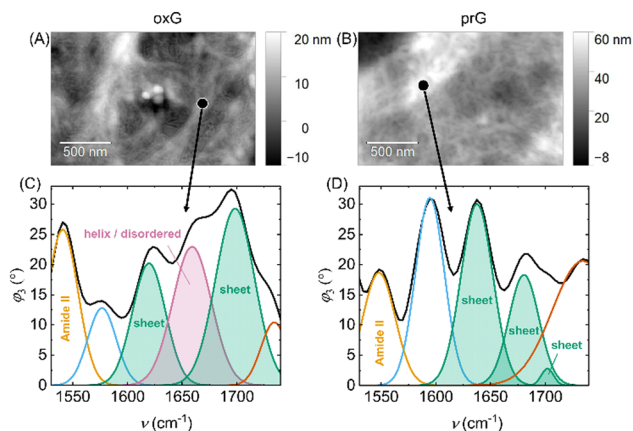 oxG
prG
(A)
20 nm
10
0
−10
500 nm
(B)
60 nm
40
20
−8
500 nm
(C)
30
25
20
15
10
5
0
φ3 (°)
Amide II
helix / disordered
sheet
sheet
1550
1600
1650
1700
ν (cm⁻¹)
(D)
30
25
20
15
10
5
0
φ3 (°)
Amide II
sheet
sheet
sheet
1550
1600
1650
1700
ν (cm⁻¹)